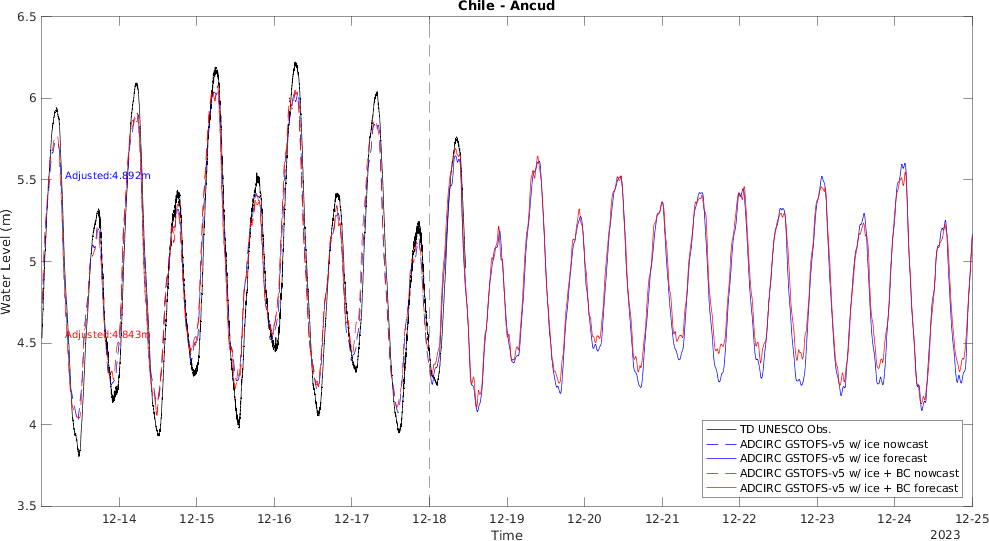 Chile - Ancud
6.5
6
5.5
5
4.5
4
3.5
Water Level (m)
Adjusted:4.892m
Adjusted:4.843m
TD UNESCO Obs.
ADCIRC GSTOFS-v5 w/ ice nowcast
ADCIRC GSTOFS-v5 w/ ice forecast
ADCIRC GSTOFS-v5 w/ ice + BC nowcast
ADCIRC GSTOFS-v5 w/ ice + BC forecast
12-14 12-15 12-16 12-17 12-18 12-19 12-20 12-21 12-22 12-23 12-24 12-25
Time
2023